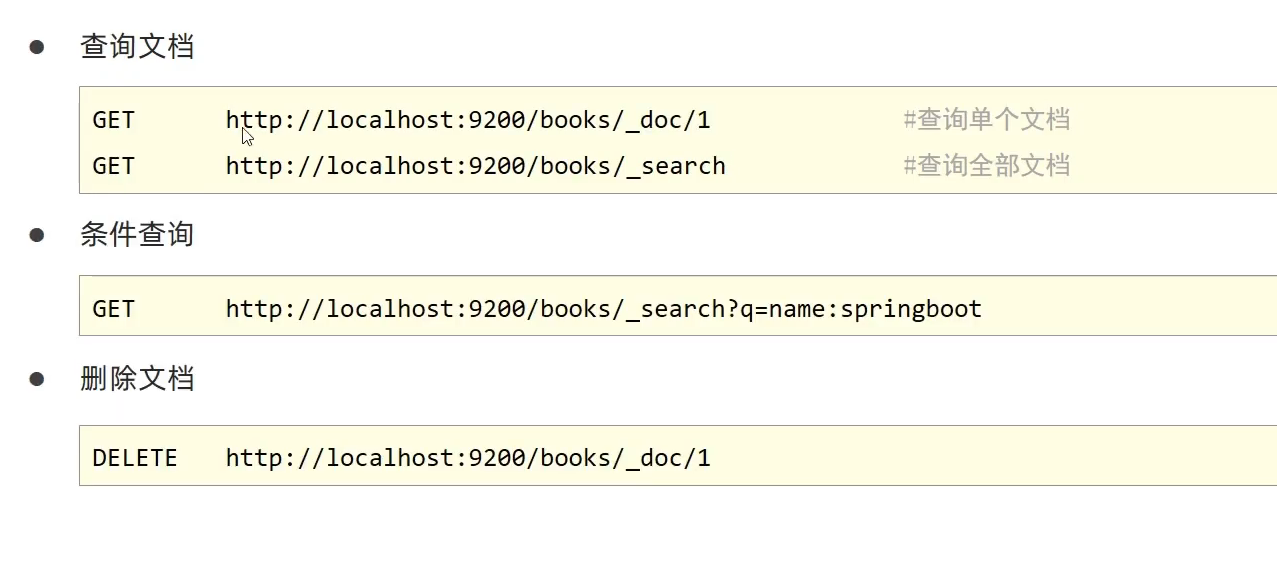 查询文档
GET http://localhost:9200/books/_doc/1 #查询单个文档
GET http://localhost:9200/books/_search #查询全部文档
条件查询
GET http://localhost:9200/books/_search?q=name:springboot
删除文档
DELETE http://localhost:9200/books/_doc/1